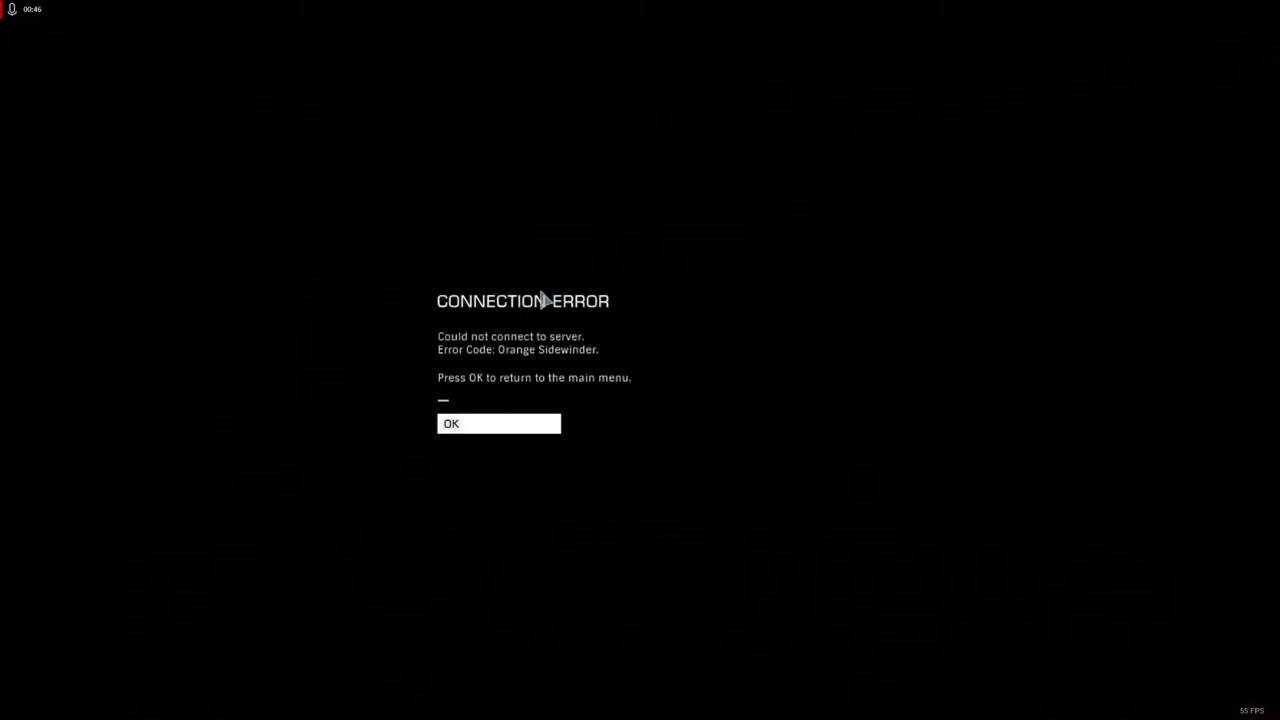 00:46
CONNECTION ERROR
Could not connect to server.
Error Code: Orange Sidewinder.
Press OK to return to the main menu.
OK
55 FPS